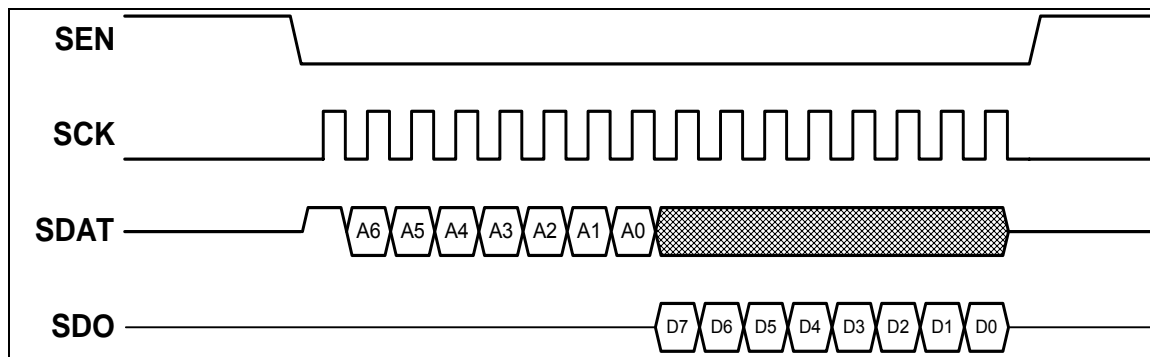 SEN
SCK
SDAT A6 A5 A4 A3 A2 A1 A0
SDO D7 D6 D5 D4 D3 D2 D1 D0